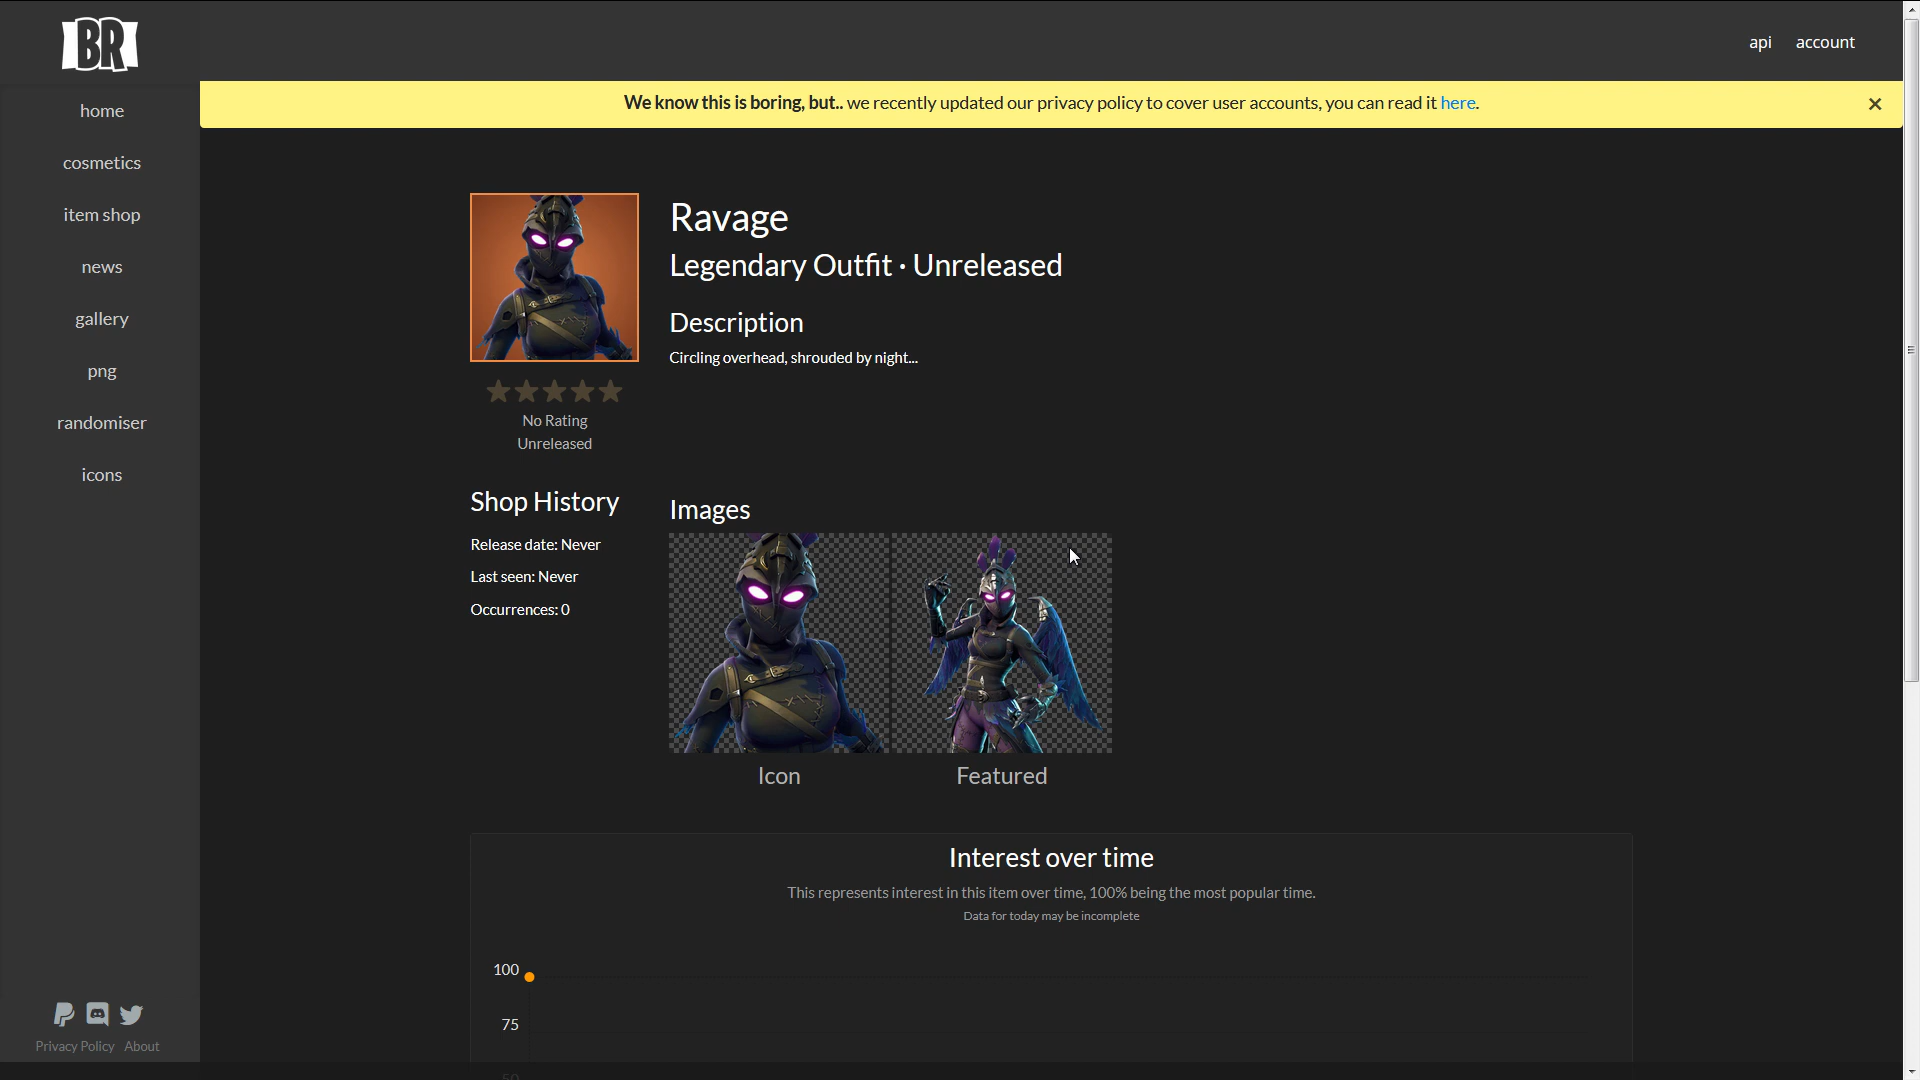 BR
api account
home
cosmetics
item shop
news
gallery
png
randomiser
icons
Privacy Policy About
We know this is boring, but.. we recently updated our privacy policy to cover user accounts, you can read it here.
Ravage
Legendary Outfit · Unreleased
Description
Circling overhead, shrouded by night...
No Rating
Unreleased
Shop History
Release date: Never
Last seen: Never
Occurrences: 0
Images
Icon
Featured
Interest over time
This represents interest in this item over time, 100% being the most popular time.
Data for today may be incomplete
100
75